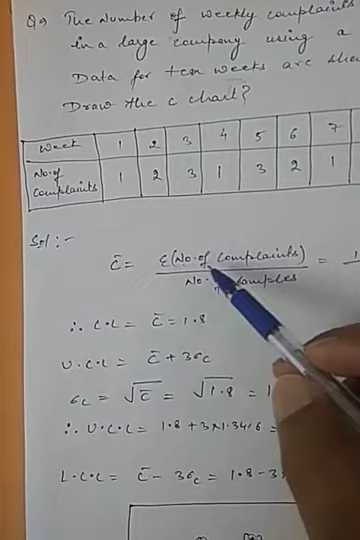 Q⇒ The Number of weekly complaints
in a large company using a
Data for ten weeks are
Draw the c chart?
Week 1 2 3 4 5 6 7
No. of Complaints 1 2 3 1 3 2 1
Sol:-
C̄ = Σ(No. of Complaints) / No. samples =
∴ C.L = C̄ = 1.8
U.C.L = C̄ + 3σc
σc = √C̄ = √1.8 = 1
∴ U.C.L = 1.8 + 3×1.3416 =
L.C.L = C̄ - 3σc = 1.8 - 3×